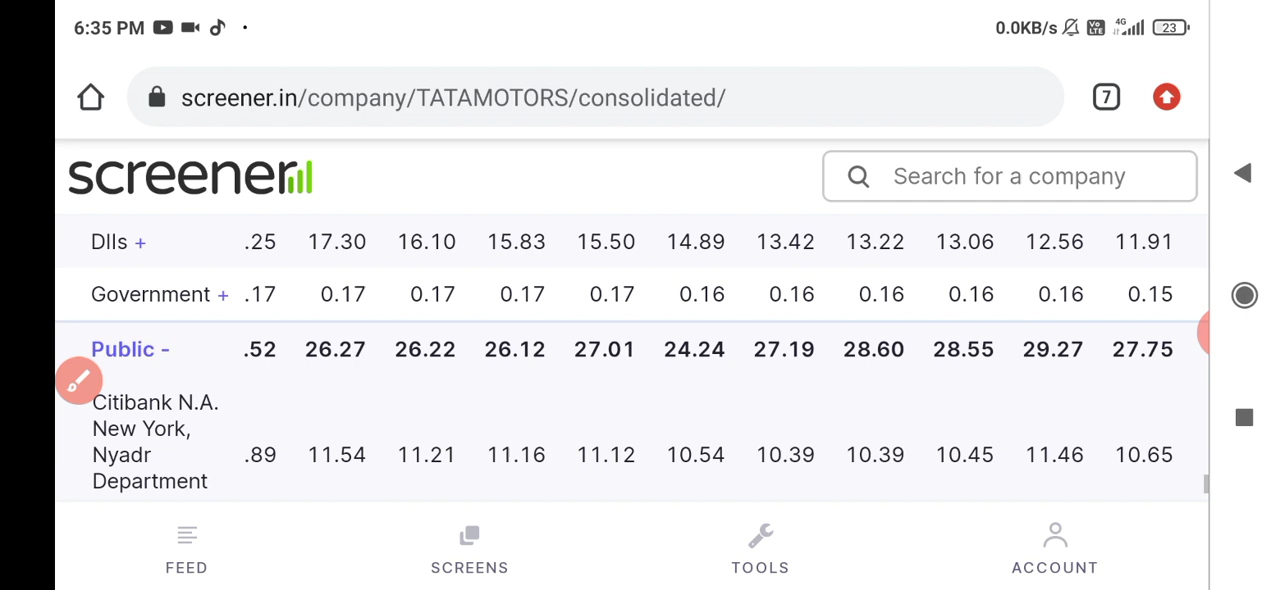 6:35 PM 0.0KB/s 4G 23
screener.in/company/TATAMOTORS/consolidated/ 7
screener Search for a company
DIIs + .25 17.30 16.10 15.83 15.50 14.89 13.42 13.22 13.06 12.56 11.91
Government + .17 0.17 0.17 0.17 0.17 0.16 0.16 0.16 0.16 0.16 0.15
Public - .52 26.27 26.22 26.12 27.01 24.24 27.19 28.60 28.55 29.27 27.75
Citibank N.A.
New York,
Nyadr .89 11.54 11.21 11.16 11.12 10.54 10.39 10.39 10.45 11.46 10.65
Department
FEED SCREENS TOOLS ACCOUNT